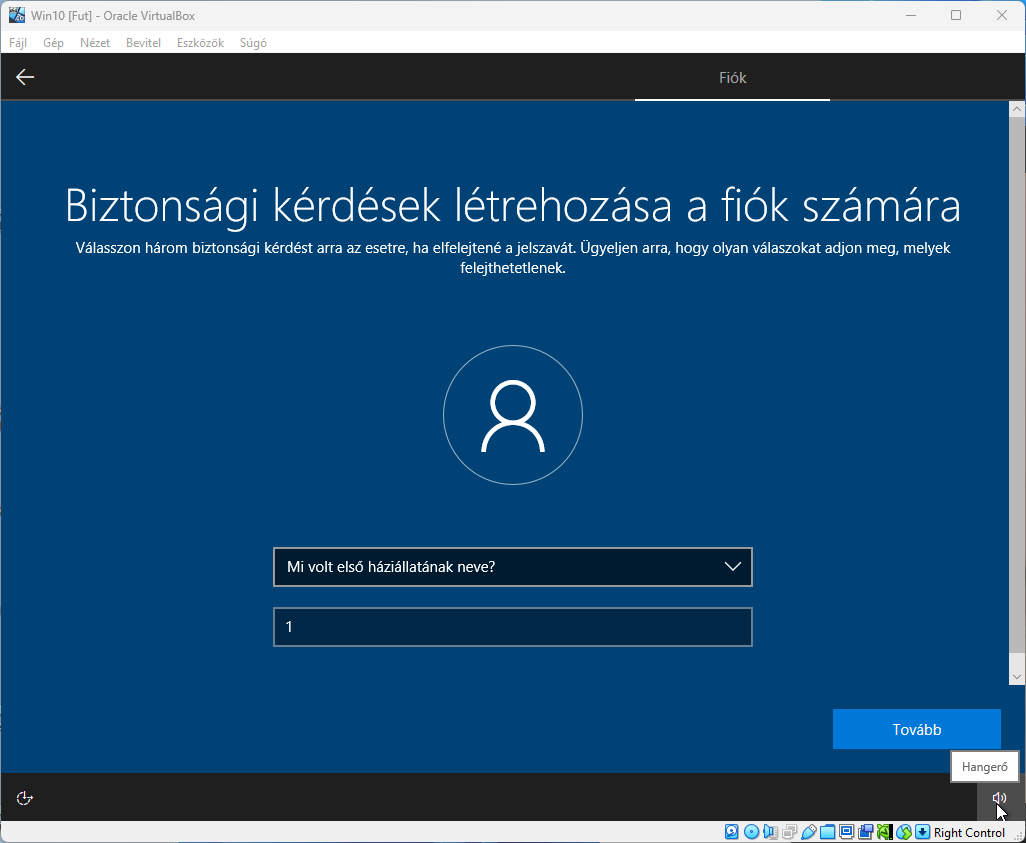 Win10 [Fut] - Oracle VirtualBox
Fájl Gép Nézet Bevitel Eszközök Súgó
Fiók
Biztonsági kérdések létrehozása a fiók számára
Válasszon három biztonsági kérdést arra az esetre, ha elfelejtené a jelszavát. Ügyeljen arra, hogy olyan válaszokat adjon meg, melyek
felejthetetlenek.
Mi volt első háziállatának neve?
1
Tovább
Hangerő
Right Control